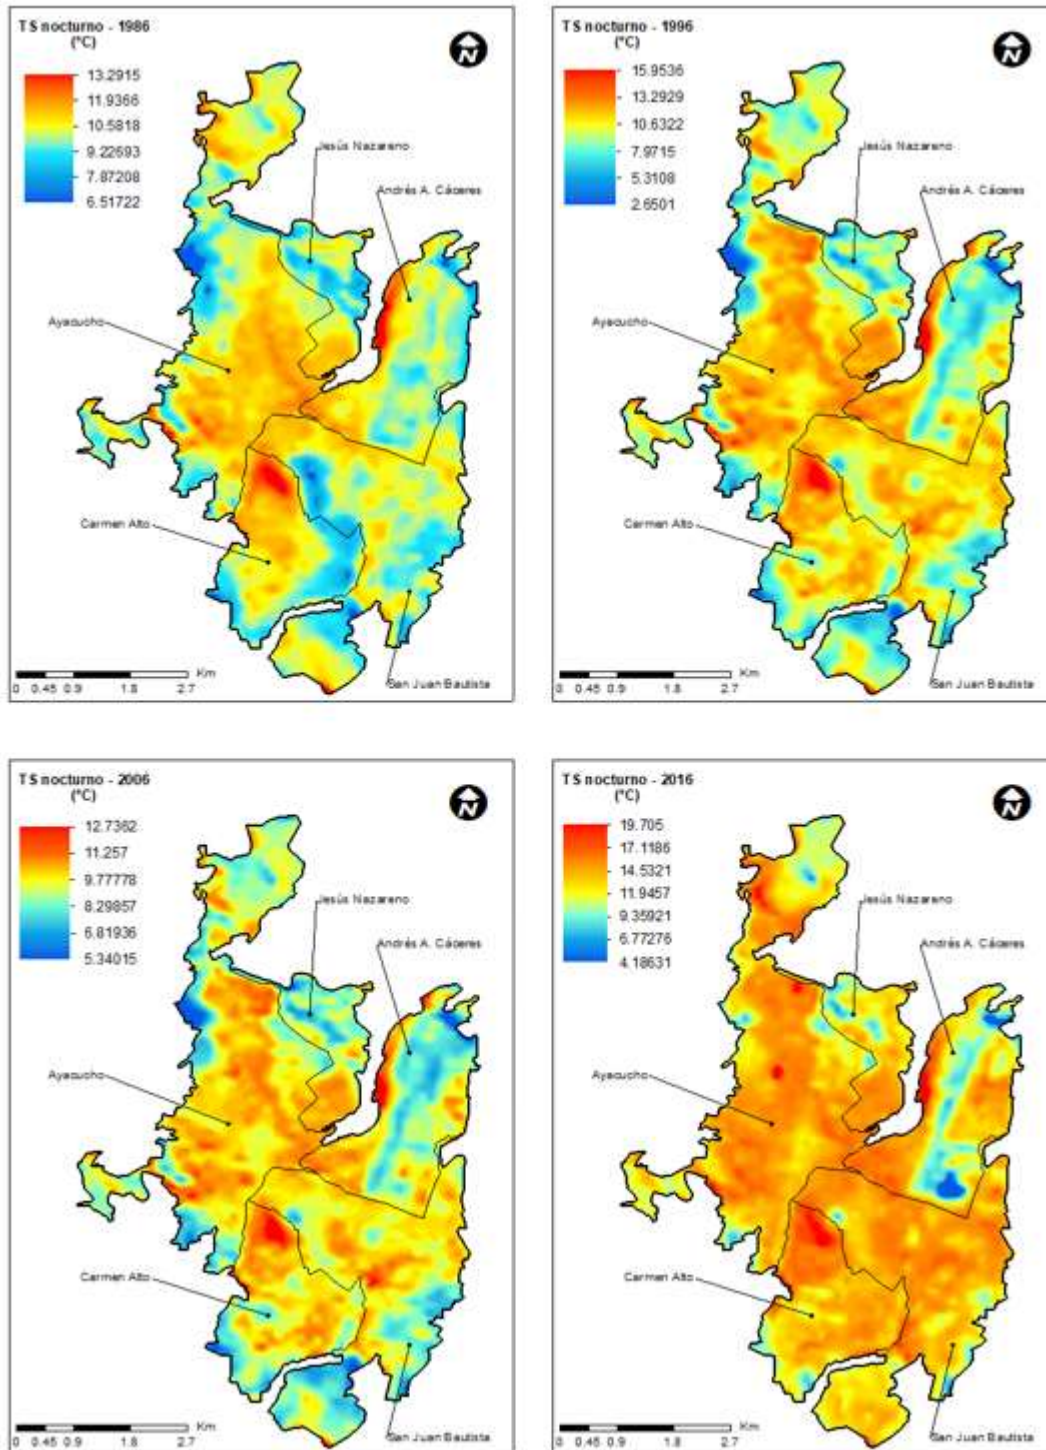 TS nocturno - 1986
(°C)
N
13.2915
11.9366
10.5818
9.22693
7.87208
6.51722
Jesús Nazareno
Andrés A. Cáceres
Ayacucho
Carmen Alto
San Juan Bautista
Km
0 0.45 0.9 1.8 2.7
TS nocturno - 1996
(°C)
N
15.9536
13.2929
10.6322
7.9715
5.3108
2.6501
Jesús Nazareno
Andrés A. Cáceres
Ayacucho
Carmen Alto
San Juan Bautista
Km
0 0.45 0.9 1.8 2.7
TS nocturno - 2006
(°C)
N
12.7362
11.257
9.77778
8.29857
6.81936
5.34015
Jesús Nazareno
Andrés A. Cáceres
Ayacucho
Carmen Alto
San Juan Bautista
Km
0 0.45 0.9 1.8 2.7
TS nocturno - 2016
(°C)
N
19.705
17.1186
14.5321
11.9457
9.35921
6.77276
4.18631
Jesús Nazareno
Andrés A. Cáceres
Ayacucho
Carmen Alto
San Juan Bautista
Km
0 0.45 0.9 1.8 2.7